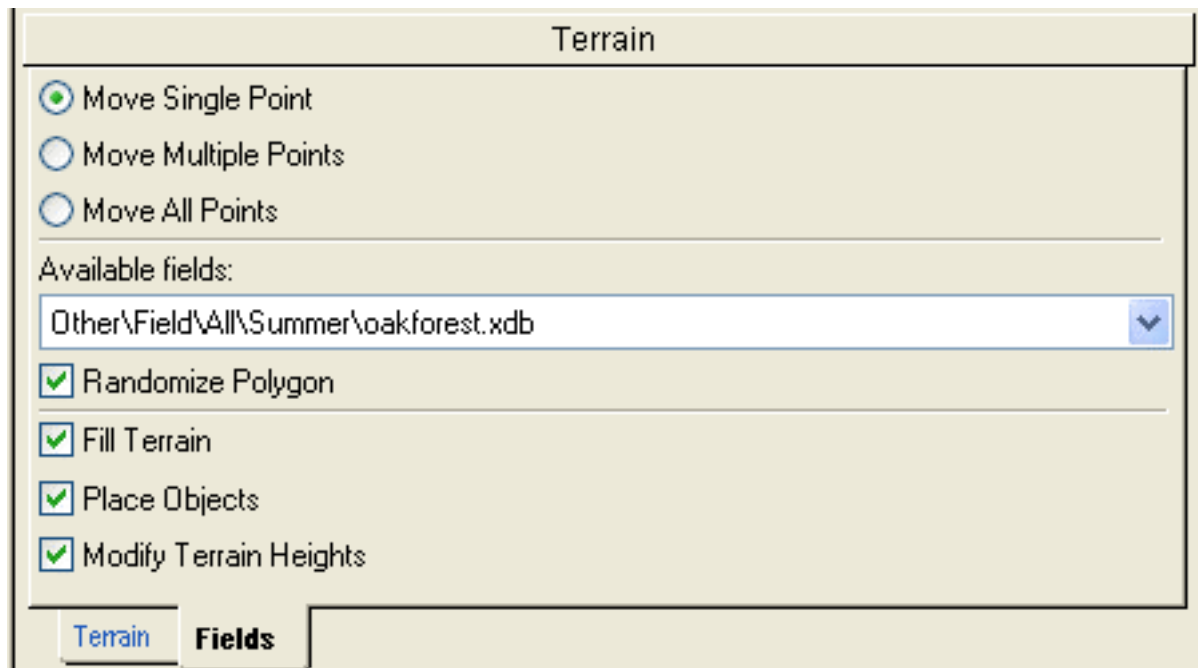 Terrain
Move Single Point
Move Multiple Points
Move All Points
Available fields:
Other\Field\All\Summer\oakforest.xdb
Randomize Polygon
Fill Terrain
Place Objects
Modify Terrain Heights
Terrain Fields